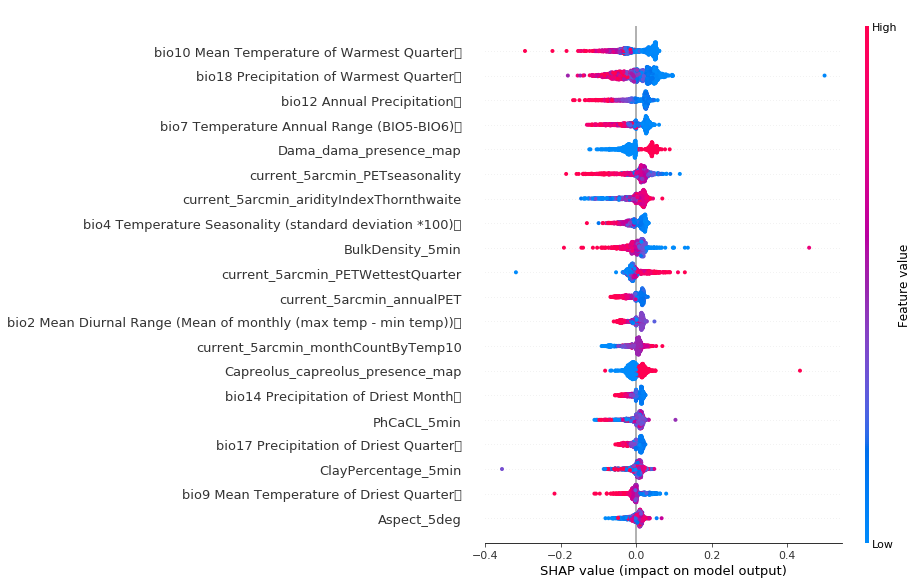 High
bio10 Mean Temperature of Warmest Quarter
bio18 Precipitation of Warmest Quarter
bio12 Annual Precipitation
bio7 Temperature Annual Range (BIO5-BIO6)
Dama_dama_presence_map
current_5arcmin_PETseasonality
current_5arcmin_aridityIndexThornthwaite
bio4 Temperature Seasonality (standard deviation *100)
BulkDensity_5min
current_5arcmin_PETWettestQuarter
current_5arcmin_annualPET
bio2 Mean Diurnal Range (Mean of monthly (max temp - min temp))
current_5arcmin_monthCountByTemp10
Capreolus_capreolus_presence_map
bio14 Precipitation of Driest Month
PhCaCL_5min
bio17 Precipitation of Driest Quarter
ClayPercentage_5min
bio9 Mean Temperature of Driest Quarter
Aspect_5deg
Feature value
Low
−0.4 −0.2 0.0 0.2 0.4
SHAP value (impact on model output)